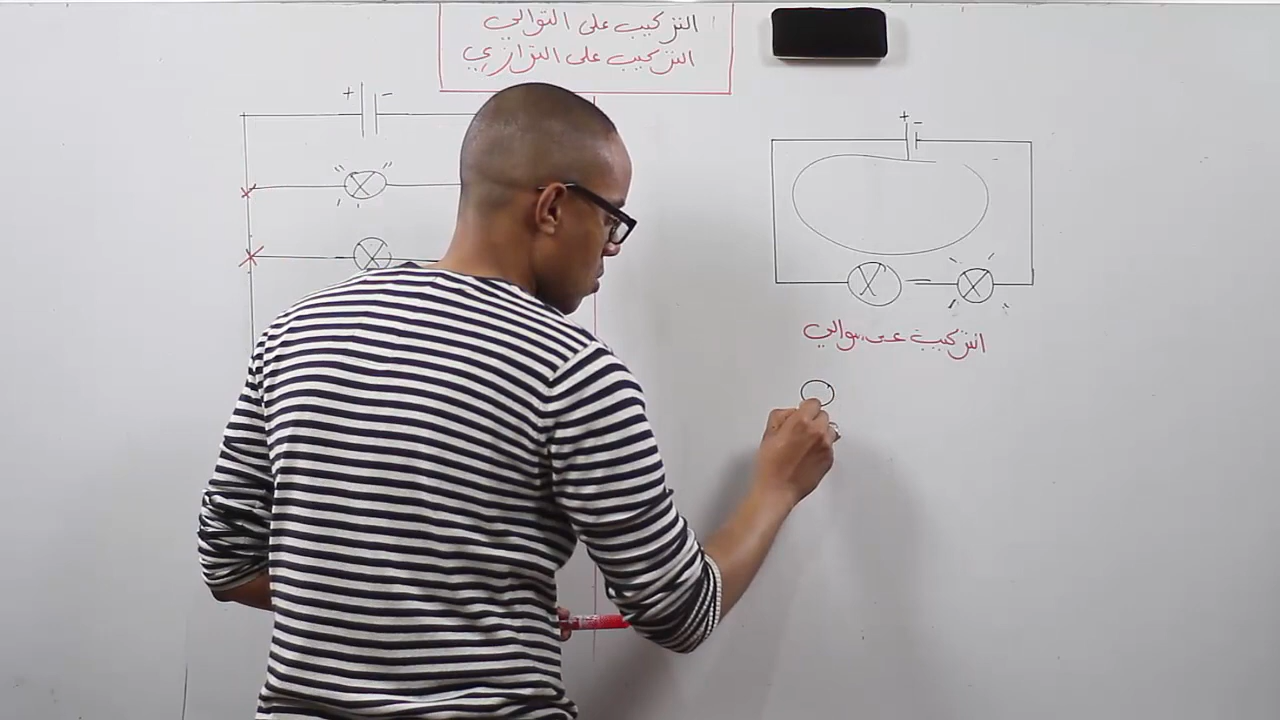 التركيب على التوالي
التركيب على التوازي
+ -
+ -
التركيب على التوالي